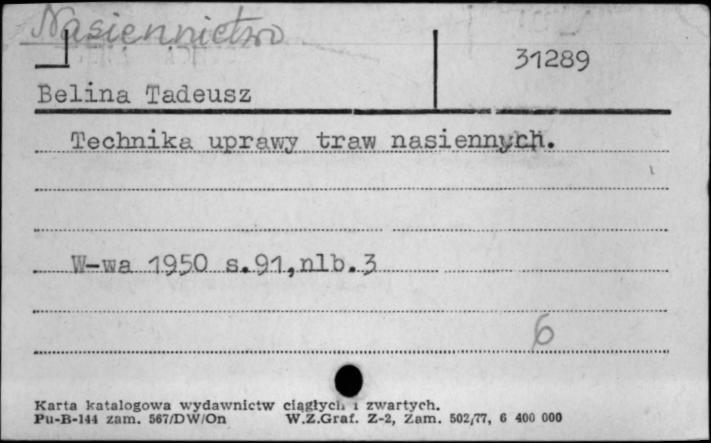 Nasiennictwo
31289
Belina Tadeusz
Technika uprawy traw nasiennych.
W-wa 1950 s.91,nlb.3
6
Karta katalogowa wydawnictw ciągłych i zwartych.
Pu-B-144 zam. 567/DW/On W.Z.Graf. Z-2, Zam. 502/77, 6 400 000